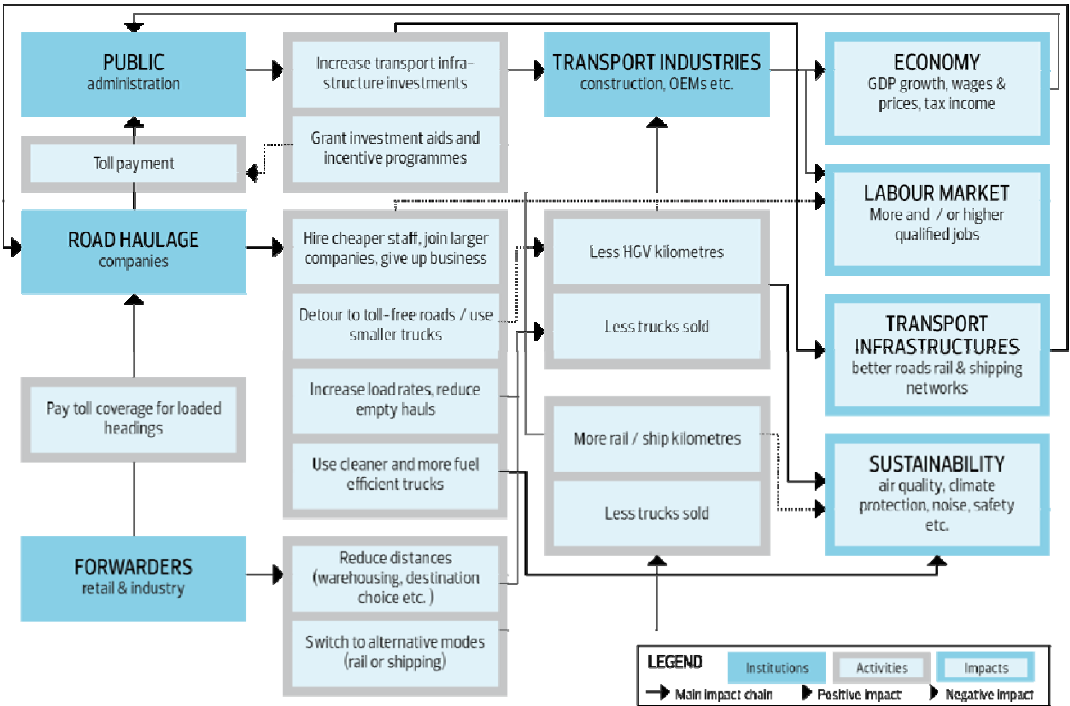 PUBLIC
administration
Increase transport infra-
structure investments
TRANSPORT INDUSTRIES
construction, OEMs etc.
ECONOMY
GDP growth, wages &
prices, tax income
Toll payment
Grant investment aids and
incentive programmes
LABOUR MARKET
More and / or higher
qualified jobs
ROAD HAULAGE
companies
Hire cheaper staff, join larger
companies, give up business
Less HGV kilometres
Detour to toll-free roads / use
smaller trucks
Less trucks sold
TRANSPORT
INFRASTRUCTURES
better roads rail & shipping
networks
Pay toll coverage for loaded
headings
Increase load rates, reduce
empty hauls
More rail / ship kilometres
Use cleaner and more fuel
efficient trucks
Less trucks sold
SUSTAINABILITY
air quality, climate
protection, noise, safety
etc.
FORWARDERS
retail & industry
Reduce distances
(warehousing, destination
choice etc. )
Switch to alternative modes
(rail or shipping)
LEGEND
Institutions
Activities
Impacts
Main impact chain
Positive impact
Negative impact